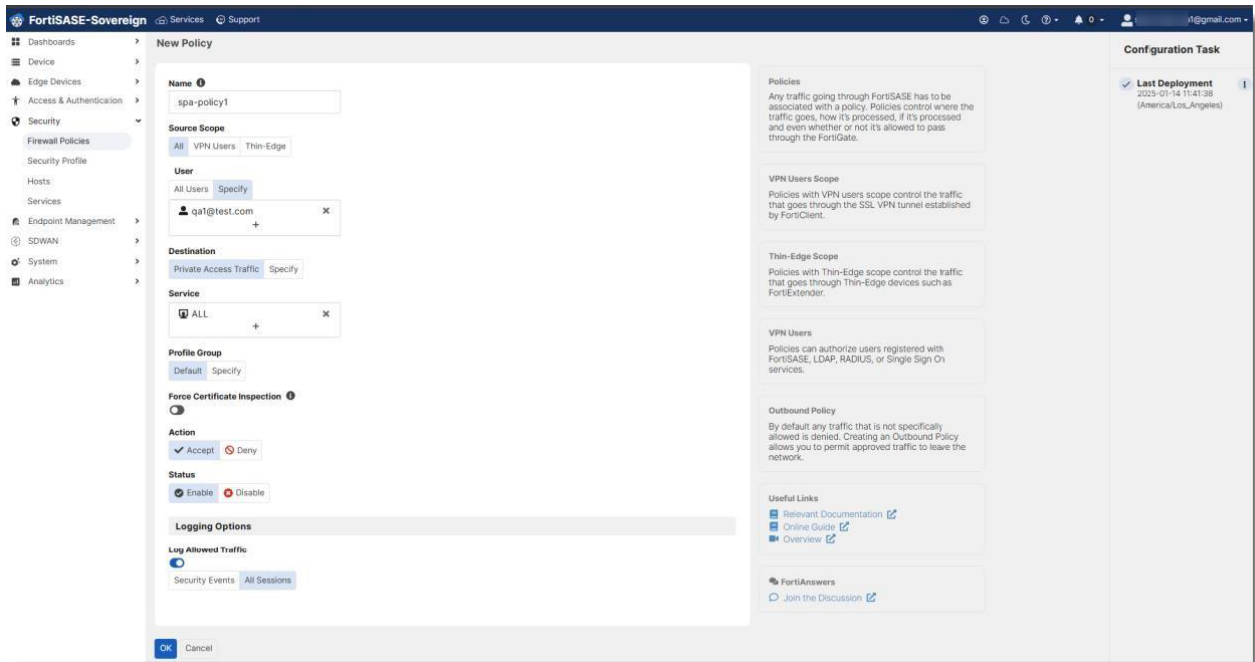 FortiSASE-Sovereign Services Support 0
1@gmail.com
Dashboards
Device
Edge Devices
Access & Authentication
Security
Firewall Policies
Security Profile
Hosts
Services
Endpoint Management
SDWAN
System
Analytics
New Policy
Name
spa-policy1
Source Scope
All VPN Users Thin-Edge
User
All Users Specify
qa1@test.com
+
Destination
Private Access Traffic Specify
Service
ALL
+
Profile Group
Default Specify
Force Certificate Inspection
Action
Accept Deny
Status
Enable Disable
Logging Options
Log Allowed Traffic
Security Events All Sessions
OK Cancel
Policies
Any traffic going through FortiSASE has to be
associated with a policy. Policies control where the
traffic goes, how it's processed, if it's processed
and even whether or not it's allowed to pass
through the FortiGate.
VPN Users Scope
Policies with VPN users scope control the traffic
that goes through the SSL VPN tunnel established
by FortiClient.
Thin-Edge Scope
Policies with Thin-Edge scope control the traffic
that goes through Thin-Edge devices such as
FortiExtender.
VPN Users
Policies can authorize users registered with
FortiSASE, LDAP, RADIUS, or Single Sign On
services.
Outbound Policy
By default any traffic that is not specifically
allowed is denied. Creating an Outbound Policy
allows you to permit approved traffic to leave the
network.
Useful Links
Relevant Documentation
Online Guide
Overview
FortiAnswers
Join the Discussion
Configuration Task
Last Deployment
2025-01-14 11:41:38
(America/Los_Angeles)